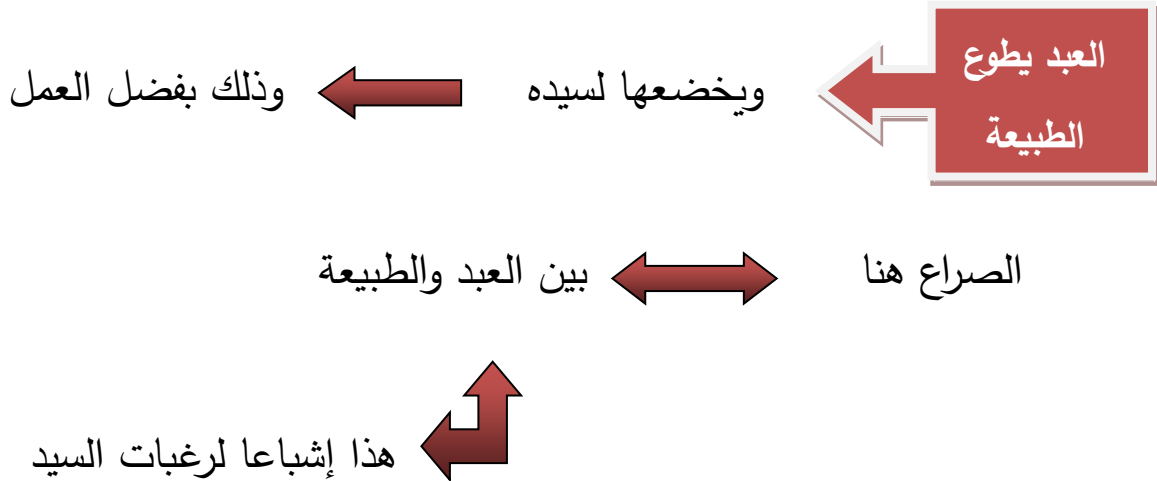 العبد يطوع
الطبيعة
ويخضعها لسيده
وذلك بفضل العمل
الصراع هنا
بين العبد والطبيعة
هذا إشباعا لرغبات السيد